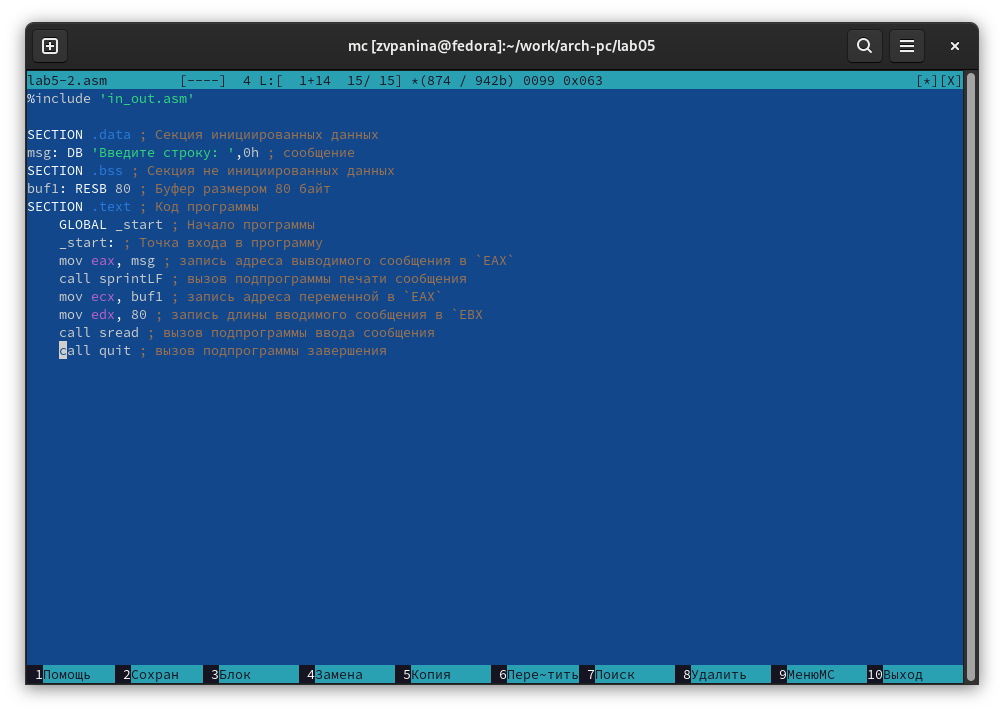 mc [zvpanina@fedora]:~/work/arch-pc/lab05
lab5-2.asm [----] 4 L:[ 1+14 15/ 15] *(874 / 942b) 0099 0x063 [*][X]
%include 'in_out.asm'
SECTION .data ; Секция инициированных данных
msg: DB 'Введите строку: ',0h ; сообщение
SECTION .bss ; Секция не инициированных данных
buf1: RESB 80 ; Буфер размером 80 байт
SECTION .text ; Код программы
GLOBAL _start ; Начало программы
_start: ; Точка входа в программу
mov eax, msg ; запись адреса выводимого сообщения в `EAX`
call sprintLF ; вызов подпрограммы печати сообщения
mov ecx, buf1 ; запись адреса переменной в `EAX`
mov edx, 80 ; запись длины вводимого сообщения в `EBX
call sread ; вызов подпрограммы ввода сообщения
call quit ; вызов подпрограммы завершения
1Помощь 2Сохран 3Блок 4Замена 5Копия 6Пере~тить 7Поиск 8Удалить 9МенюMC 10Выход